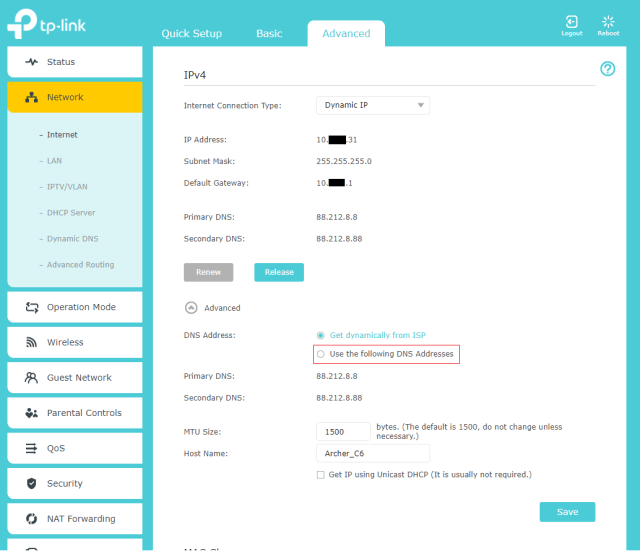 tp-link
Quick Setup
Basic
Advanced
Logout
Reboot
Status
Network
- Internet
- LAN
- IPTV/VLAN
- DHCP Server
- Dynamic DNS
- Advanced Routing
Operation Mode
Wireless
Guest Network
Parental Controls
QoS
Security
NAT Forwarding
IPv4
?
Internet Connection Type: Dynamic IP
IP Address: 10. .31
Subnet Mask: 255.255.255.0
Default Gateway: 10. .1
Primary DNS: 88.212.8.8
Secondary DNS: 88.212.8.88
Renew
Release
Advanced
DNS Address: Get dynamically from ISP
Use the following DNS Addresses
Primary DNS: 88.212.8.8
Secondary DNS: 88.212.8.88
MTU Size: 1500 bytes. (The default is 1500, do not change unless
necessary.)
Host Name: Archer_C6
Get IP using Unicast DHCP (It is usually not required.)
Save